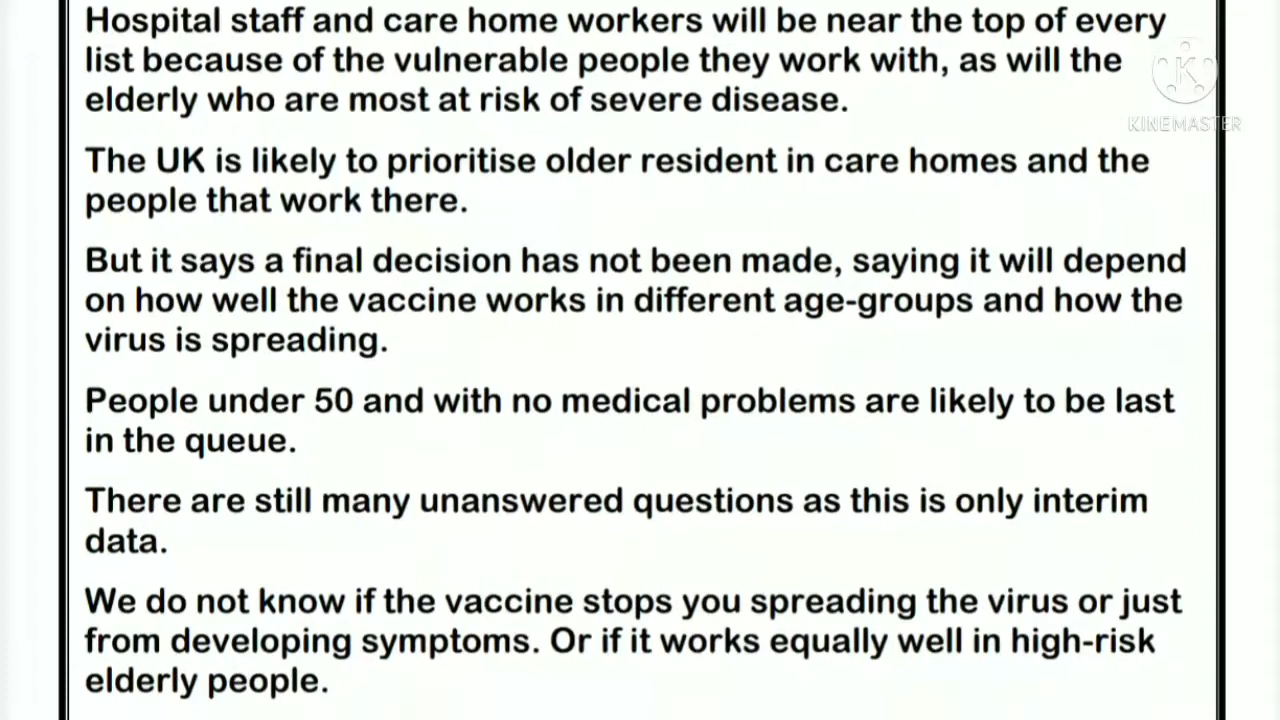 Hospital staff and care home workers will be near the top of every
list because of the vulnerable people they work with, as will the
elderly who are most at risk of severe disease.
The UK is likely to prioritise older resident in care homes and the
people that work there.
But it says a final decision has not been made, saying it will depend
on how well the vaccine works in different age-groups and how the
virus is spreading.
People under 50 and with no medical problems are likely to be last
in the queue.
There are still many unanswered questions as this is only interim
data.
We do not know if the vaccine stops you spreading the virus or just
from developing symptoms. Or if it works equally well in high-risk
elderly people.
K
KINEMASTER